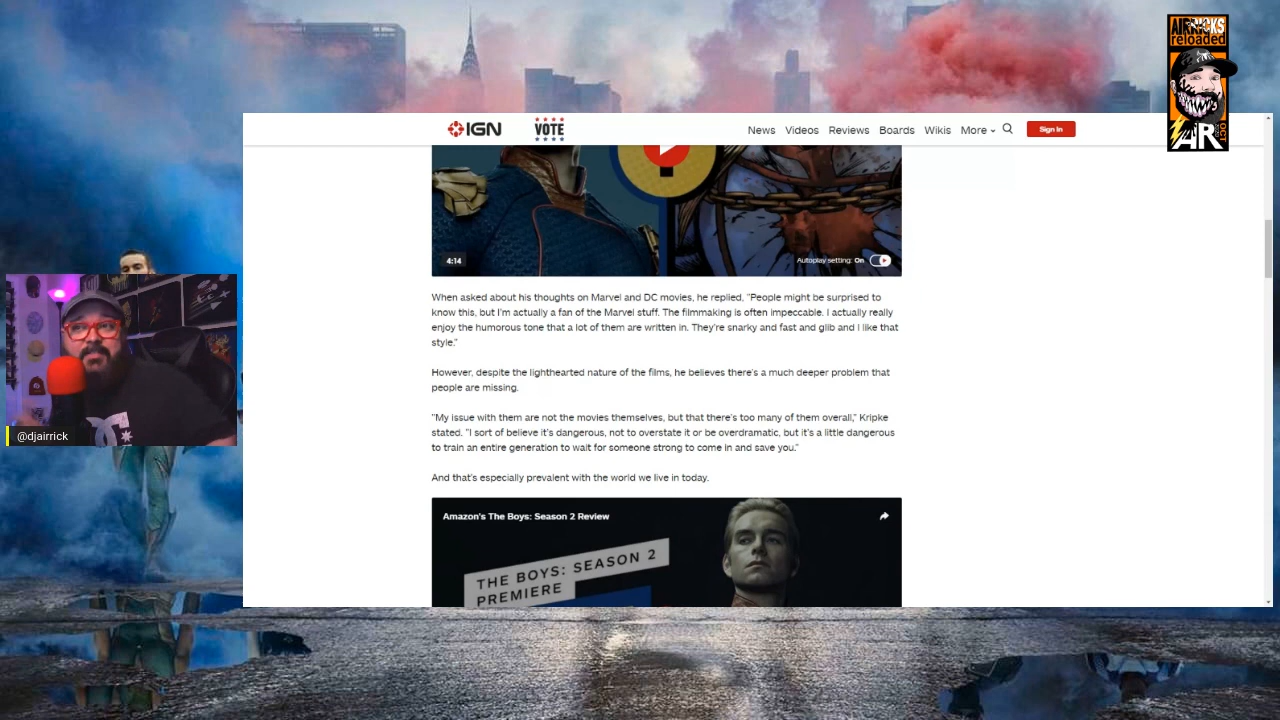 AIRRICKS
reloaded
AR
OCT
IGN
VOTE
News Videos Reviews Boards Wikis More
Sign In
4:14
Autoplay setting: On
When asked about his thoughts on Marvel and DC movies, he replied, "People might be surprised to
know this, but I'm actually a fan of the Marvel stuff. The filmmaking is often impeccable. I actually really
enjoy the humorous tone that a lot of them are written in. They're snarky and fast and glib and I like that
style."
However, despite the lighthearted nature of the films, he believes there's a much deeper problem that
people are missing.
"My issue with them are not the movies themselves, but that there's too many of them overall," Kripke
stated. "I sort of believe it's dangerous, not to overstate it or be overdramatic, but it's a little dangerous
to train an entire generation to wait for someone strong to come in and save you."
And that's especially prevalent with the world we live in today.
Amazon's The Boys: Season 2 Review
THE BOYS: SEASON 2
PREMIERE
@djairrick